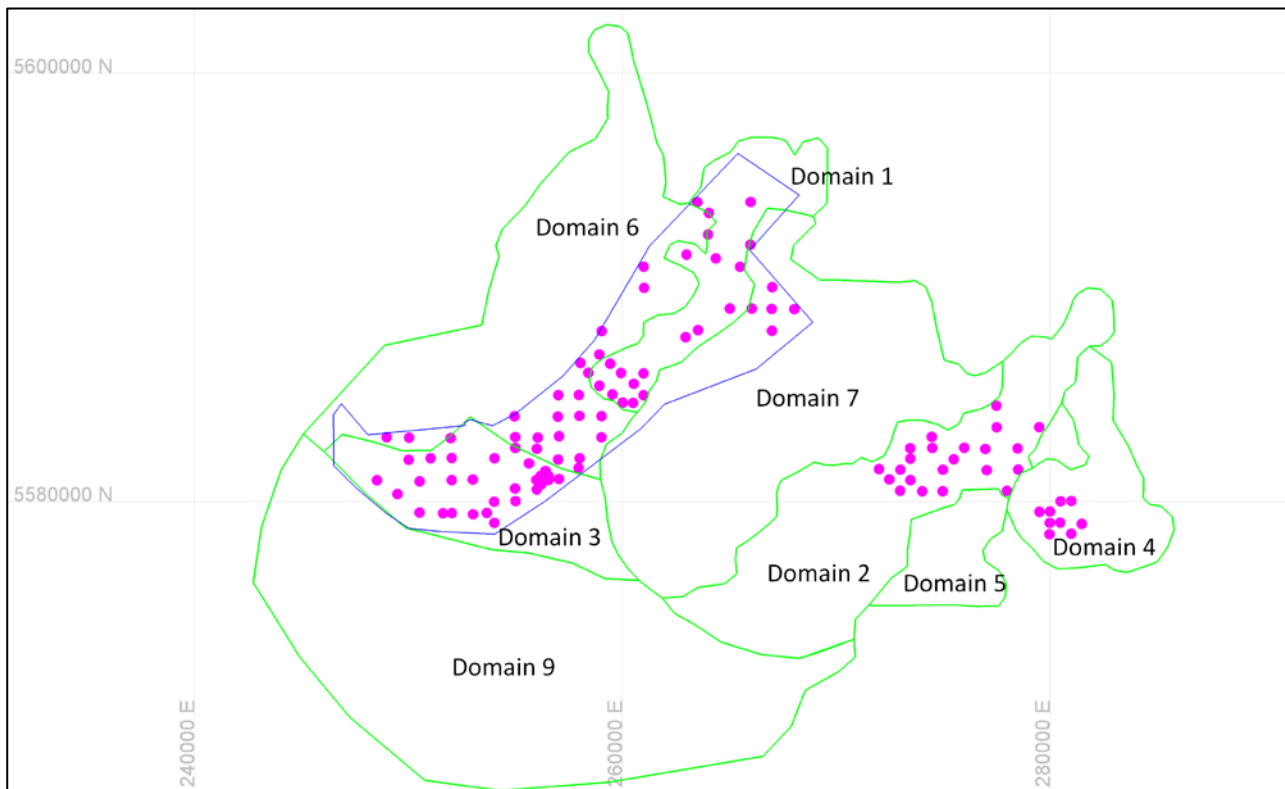 5600000 N
Domain 1
Domain 6
Domain 7
5580000 N
Domain 3
Domain 4
Domain 2
Domain 5
Domain 9
240000 E
260000 E
280000 E